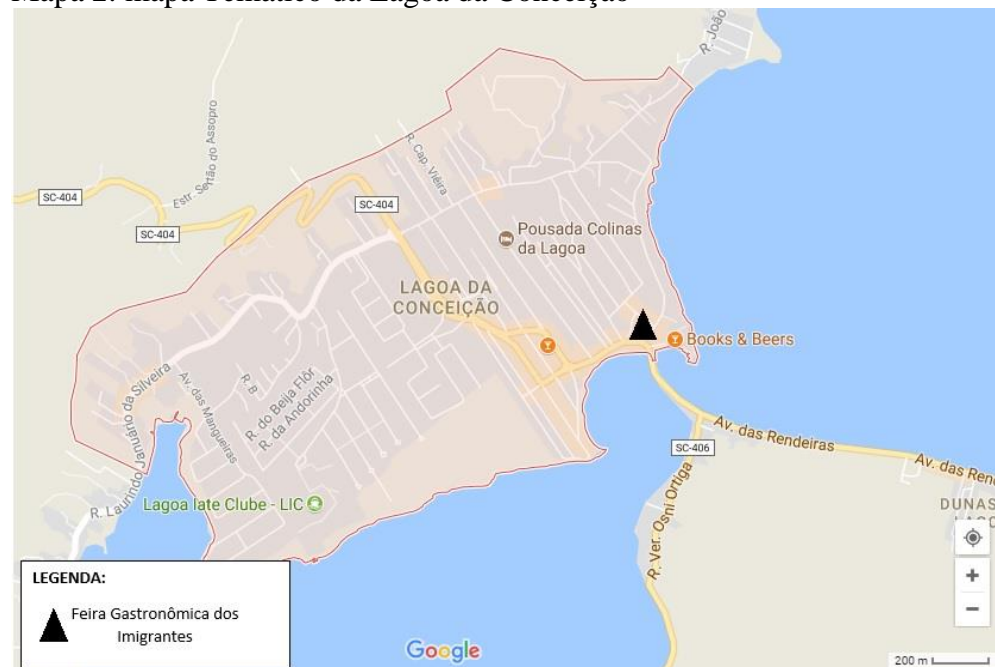 Mapa 2: mapa Temático da Lagoa da Conceição
R. João
Estr. Sertão do Assopro
R. Cap. Viêira
SC-404
SC-404
SC-404
Pousada Colinas
da Lagoa
LAGOA DA
CONCEIÇÃO
Books & Beers
R. Laurindo Januário da Silveira
Av. das Mangueiras
R. B
R. do Beija Flôr
R. da Andorinha
Av. das Rendeiras
SC-406
Av. das Ren
R. Ver. Osni Ortiga
DUNAS
Lagoa Iate Clube - LIC
LEGENDA:
Feira Gastronômica dos
Imigrantes
Google
200 m